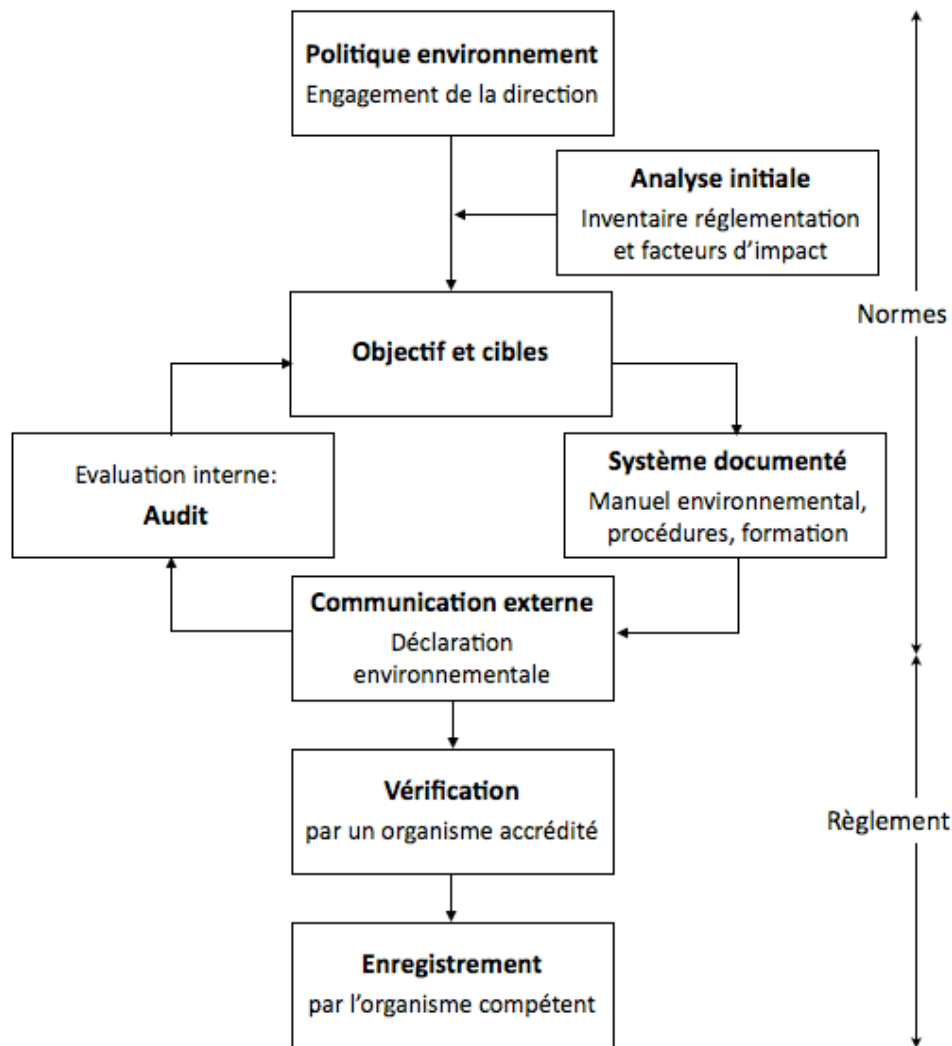 Politique environnement
Engagement de la direction
Analyse initiale
Inventaire réglementation
et facteurs d'impact
Normes
Objectif et cibles
Evaluation interne:
Audit
Système documenté
Manuel environnemental,
procédures, formation
Communication externe
Déclaration
environnementale
Vérification
par un organisme accrédité
Règlement
Enregistrement
par l'organisme compétent